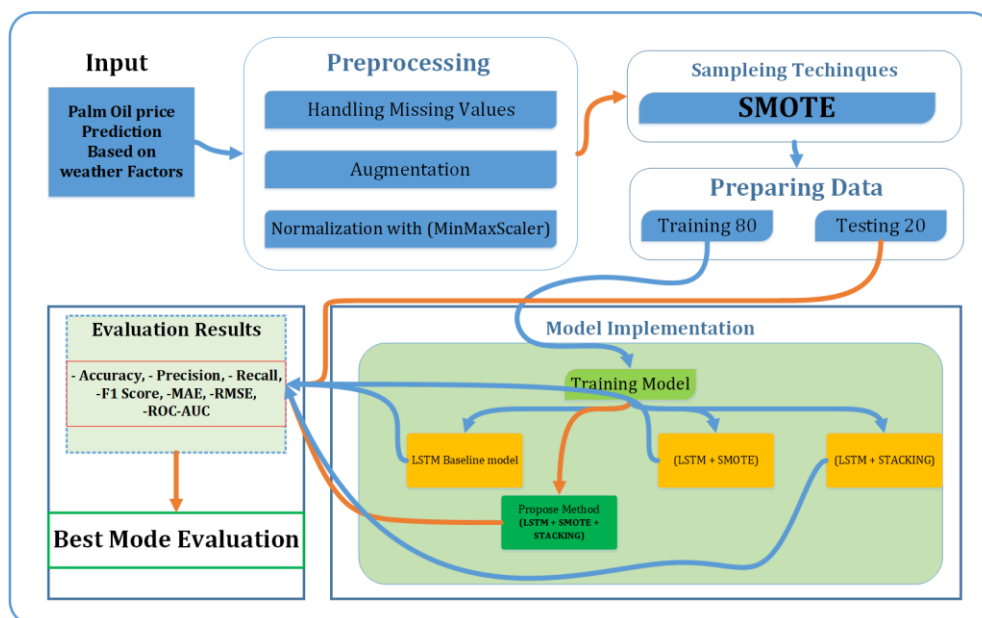 Input
Palm Oil price
Prediction
Based on
weather Factors
Preprocessing
Handling Missing Values
Augmentation
Normalization with (MinMaxScaler)
Sampleing Techinques
SMOTE
Preparing Data
Training 80
Testing 20
Evaluation Results
- Accuracy, - Precision, - Recall,
-F1 Score, -MAE, -RMSE,
-ROC-AUC
Best Mode Evaluation
Model Implementation
Training Model
LSTM Baseline model
(LSTM + SMOTE)
(LSTM + STACKING)
Propose Method
(LSTM + SMOTE +
STACKING)